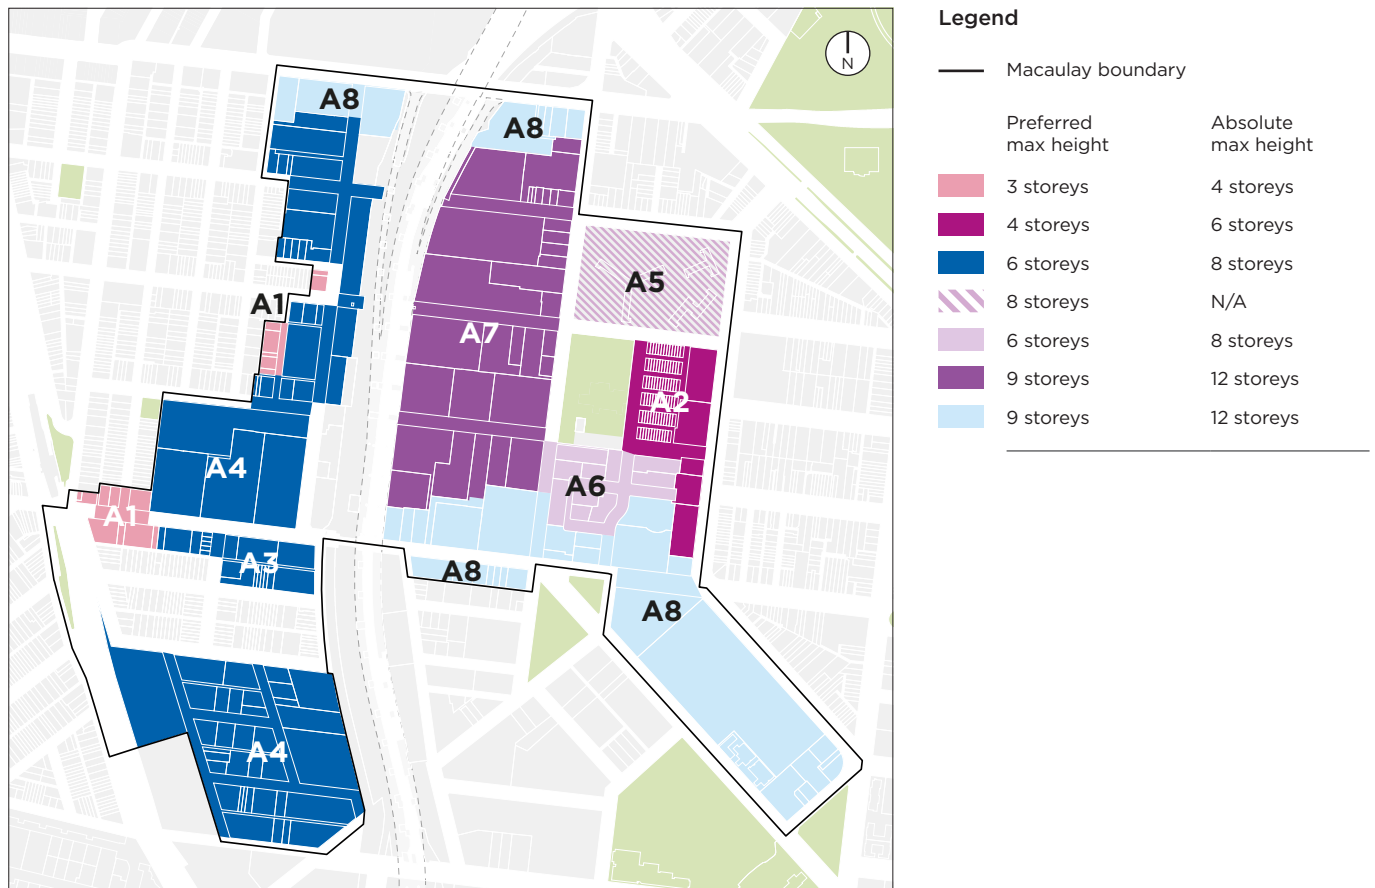 A8
A8
N
A5
A1
A7
A2
A4
A6
A1
A3
A8
A8
A4
Legend
Macaulay boundary
Preferred
max height
Absolute
max height
3 storeys
4 storeys
4 storeys
6 storeys
6 storeys
8 storeys
8 storeys
N/A
6 storeys
8 storeys
9 storeys
12 storeys
9 storeys
12 storeys